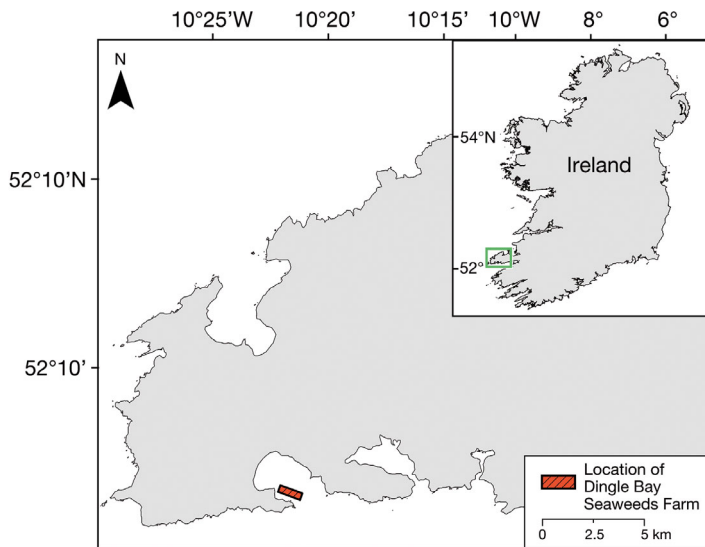 10°25'W 10°20' 10°15' 10°W 8° 6°
N
54°N
Ireland
52°10'N
52°
52°10'
Location of
Dingle Bay
Seaweeds Farm
0 2.5 5 km